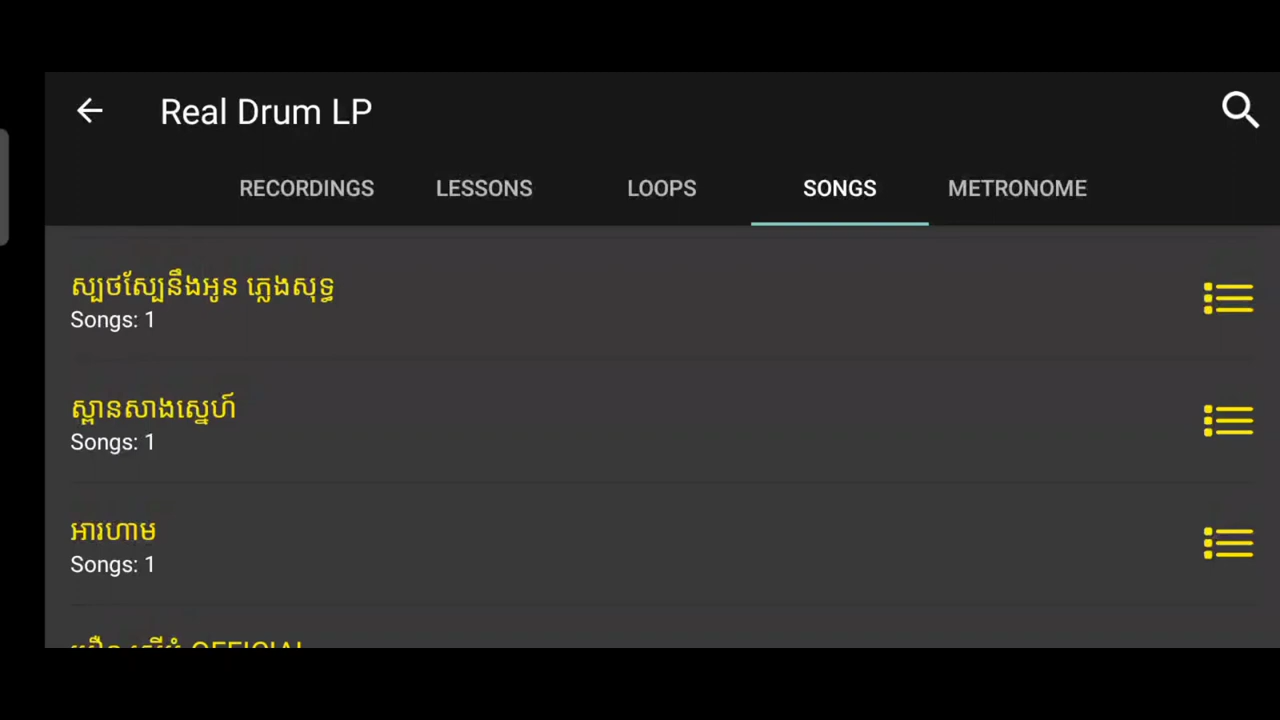 Real Drum LP
RECORDINGS LESSONS LOOPS SONGS METRONOME
ស្បថស្បែនឹងអូន ភ្លេងសុទ្ធ
Songs: 1
ស្ពានសាងស្នេហ៍
Songs: 1
អារហាម
Songs: 1
OFFICIAL